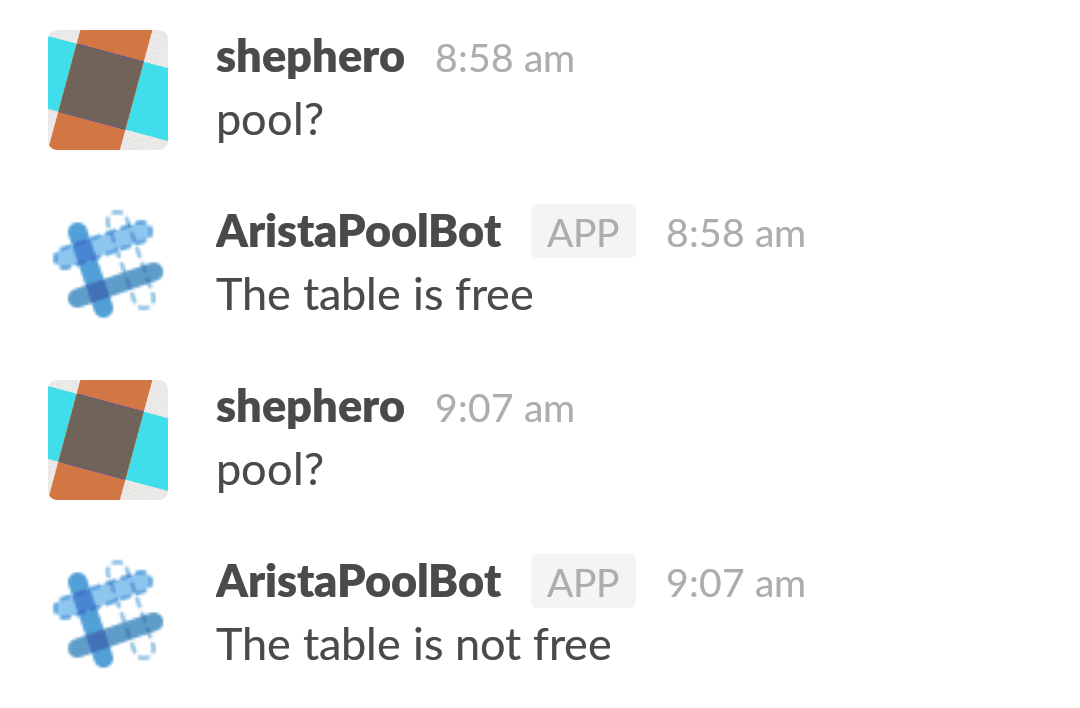 shephero 8:58 am
pool?
AristaPoolBot APP 8:58 am
The table is free
shephero 9:07 am
pool?
AristaPoolBot APP 9:07 am
The table is not free